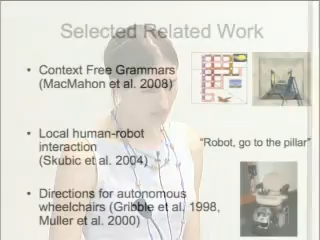 Selected Related Work
• Context Free Grammars
(MacMahon et al. 2008)
• Local human-robot
interaction
(Skubic et al. 2004)
"Robot, go to the pillar"
• Directions for autonomous
wheelchairs (Gribble et al. 1998,
Muller et al. 2000)